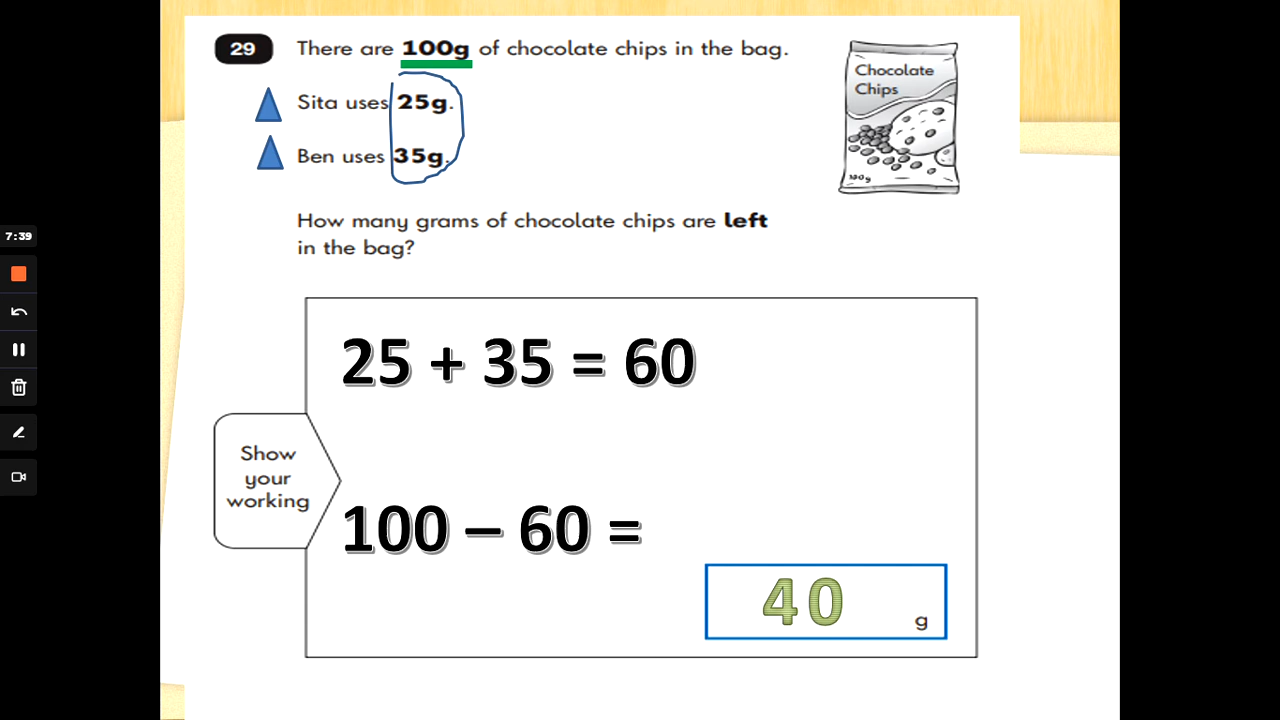 29 There are 100g of chocolate chips in the bag.
Chocolate
Chips
100g
Sita uses 25g.
Ben uses 35g.
How many grams of chocolate chips are left
in the bag?
7:39
25 + 35 = 60
Show
your
working
100 – 60 =
40 g